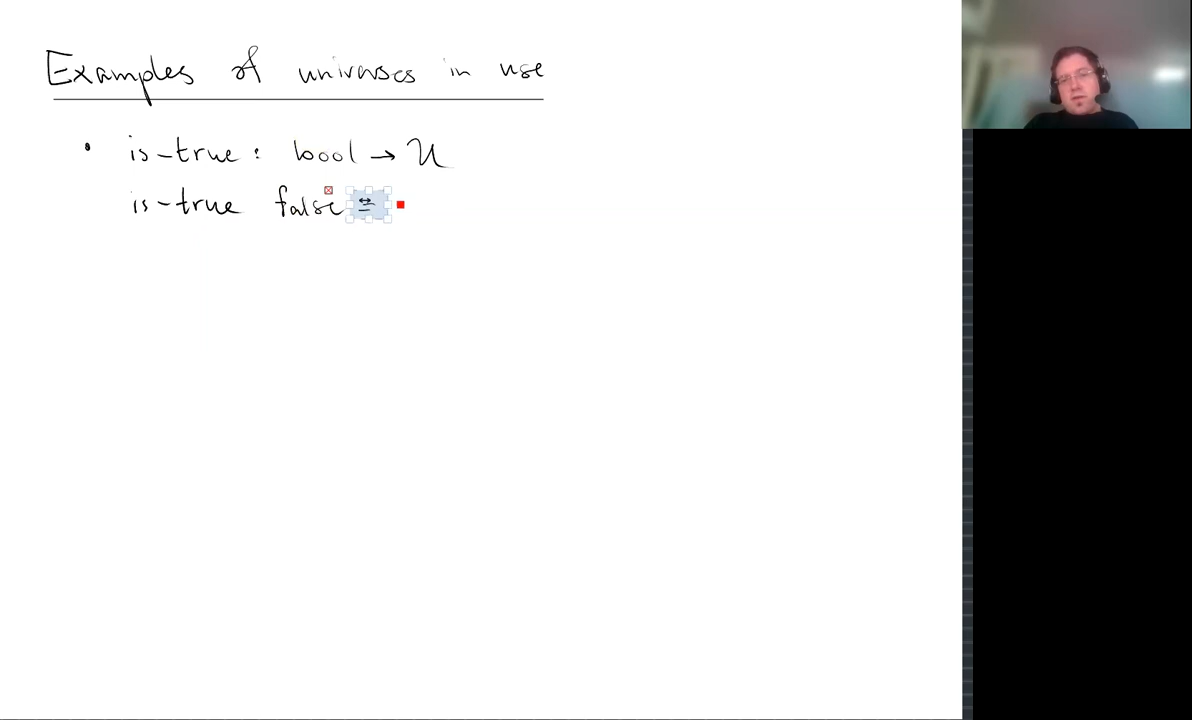 Examples of universes in use
• is-true : bool → U
is-true false =